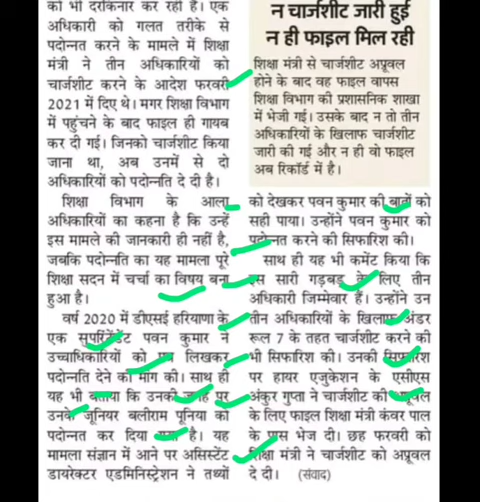 को भी दरकिनार कर रहा है। एक
अधिकारी को गलत तरीके से
पदोन्नत करने के मामले में शिक्षा
मंत्री ने तीन अधिकारियों को
चार्जशीट करने के आदेश फरवरी
2021 में दिए थे। मगर शिक्षा विभाग
में पहुंचने के बाद फाइल ही गायब
कर दी गई। जिनको चार्जशीट किया
जाना था, अब उनमें से दो
अधिकारियों को पदोन्नति दे दी है।
शिक्षा विभाग के आला
अधिकारियों का कहना है कि उन्हें
इस मामले की जानकारी ही नहीं है,
जबकि पदोन्नति का यह मामला पूरे
शिक्षा सदन में चर्चा का विषय बना
हुआ है।
वर्ष 2020 में डीएसई हरियाणा के
एक सुपरिंटेंडेंट पवन कुमार ने
उच्चाधिकारियों को पत्र लिखकर
पदोन्नति देने की मांग की। साथ ही
यह भी बताया कि उनकी जगह पर
उनके जूनियर बलीराम पूनिया को
पदोन्नत कर दिया गया है। यह
मामला संज्ञान में आने पर असिस्टेंट
डायरेक्टर एडमिनिस्ट्रेशन ने तथ्यों
न चार्जशीट जारी हुई
न ही फाइल मिल रही
शिक्षा मंत्री से चार्जशीट अप्रूवल
होने के बाद वह फाइल वापस
शिक्षा विभाग की प्रशासनिक शाखा
में भेजी गई। उसके बाद न तो तीन
अधिकारियों के खिलाफ चार्जशीट
जारी की गई और न ही वो फाइल
अब रिकॉर्ड में है।
को देखकर पवन कुमार की बातों को
सही पाया। उन्होंने पवन कुमार को
पदोन्नत करने की सिफारिश की।
साथ ही यह भी कमेंट किया कि
इस सारी गड़बड़ के लिए तीन
अधिकारी जिम्मेवार हैं। उन्होंने उन
तीन अधिकारियों के खिलाफ अंडर
रूल 7 के तहत चार्जशीट करने की
भी सिफारिश की। उनकी सिफारिश
पर हायर एजुकेशन के एसीएस
अंकुर गुप्ता ने चार्जशीट की अप्रूवल
के लिए फाइल शिक्षा मंत्री कंवर पाल
के पास भेज दी। छह फरवरी को
शिक्षा मंत्री ने चार्जशीट को अप्रूवल
दे दी। (संवाद)